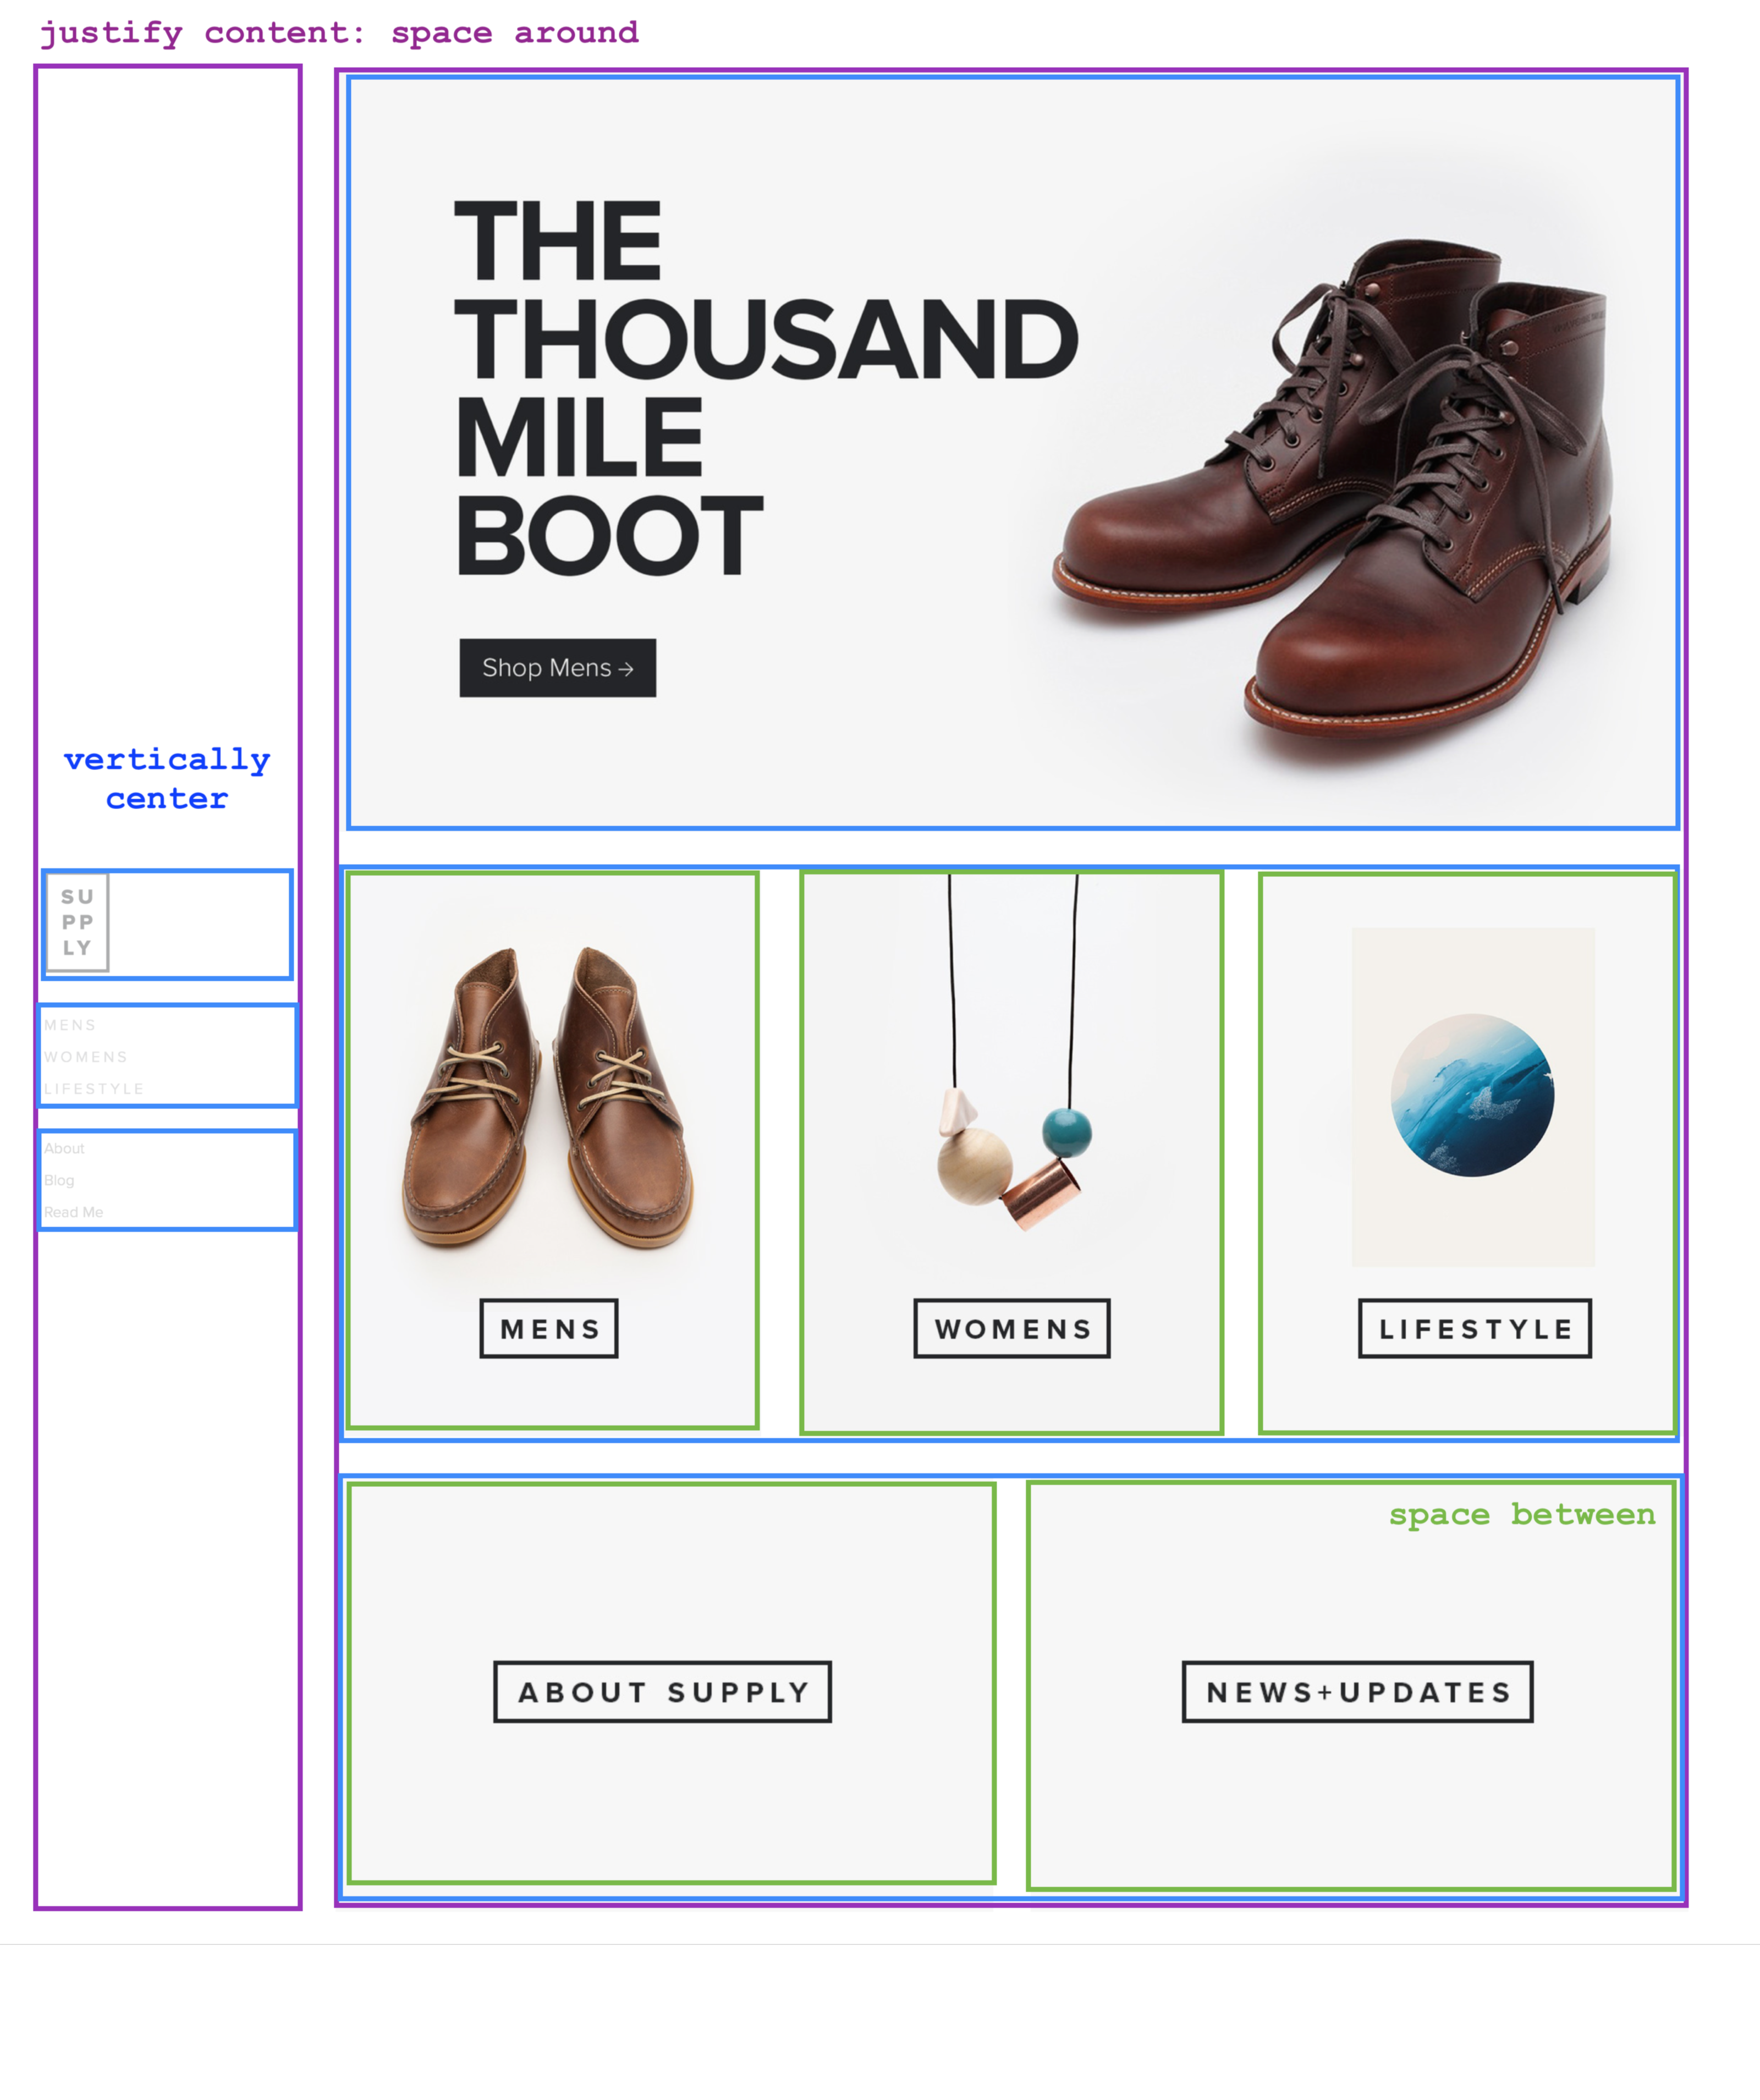 justify content: space around
THE
THOUSAND
MILE
BOOT
Shop Mens →
vertically
center
SU
PP
LY
MENS
WOMENS
LIFESTYLE
About
Blog
Read Me
MENS
WOMENS
LIFESTYLE
space between
ABOUT SUPPLY
NEWS+UPDATES